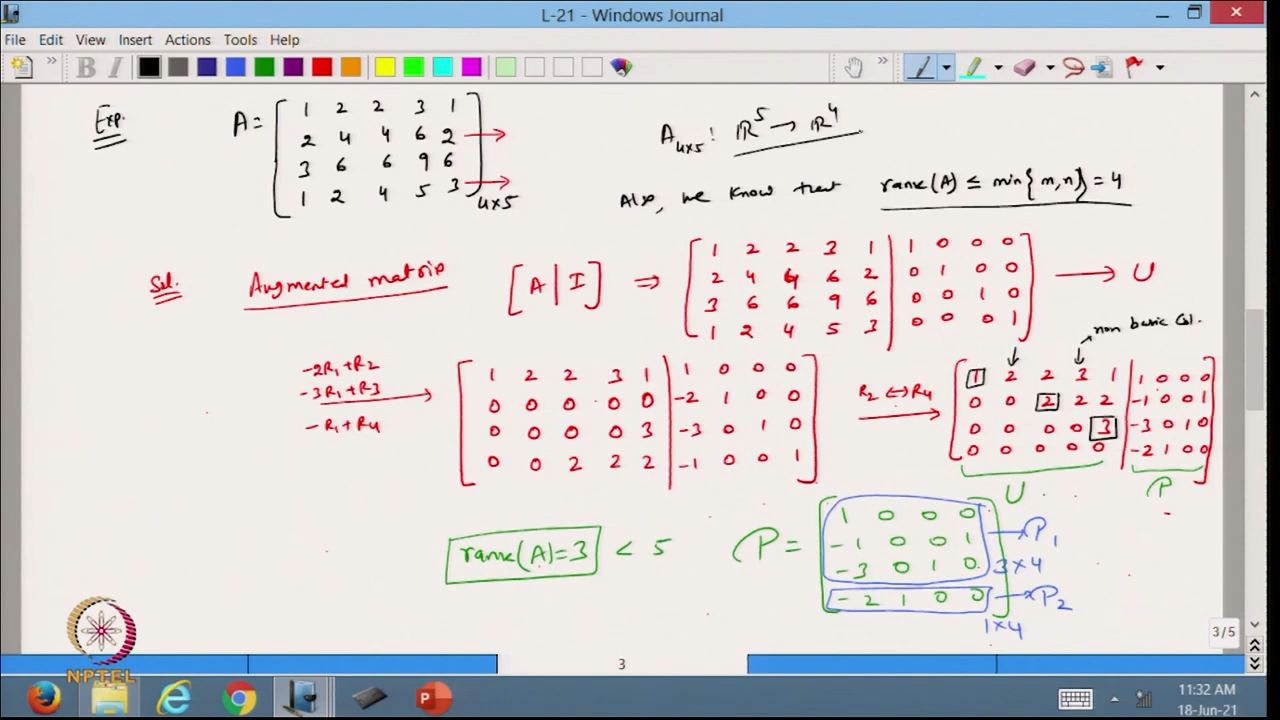 L-21 - Windows Journal
File Edit View Insert Actions Tools Help
Exp. A = [ 1 2 2 3 1
2 4 4 6 2
3 6 6 9 6
1 2 4 5 3 ] 4x5
A4x5 : ℝ⁵ → ℝ⁴
Also, we know that rank(A) ≤ min{m,n} = 4
Sol. Augmented matrix [A | I] ⇒ [ 1 2 2 3 1 | 1 0 0 0
2 4 4 6 2 | 0 1 0 0
3 6 6 9 6 | 0 0 1 0
1 2 4 5 3 | 0 0 0 1 ] → U
non basic Col.
-2R1+R2
-3R1+R3
-R1+R4
[ 1 2 2 3 1 | 1 0 0 0
0 0 0 0 0 | -2 1 0 0
0 0 0 0 3 | -3 0 1 0
0 0 2 2 2 | -1 0 0 1 ]
R2 ↔ R4
[ 1 2 2 3 1 | 1 0 0 0
0 0 2 2 2 | -1 0 0 1
0 0 0 0 3 | -3 0 1 0
0 0 0 0 0 | -2 1 0 0 ]
U P
rank(A)=3 < 5
P = [ 1 0 0 0
-1 0 0 1 → P1
-3 0 1 0 3x4
-2 1 0 0 ] → P2
1x4
NPTEL
3/5
3
11:32 AM
18-Jun-21